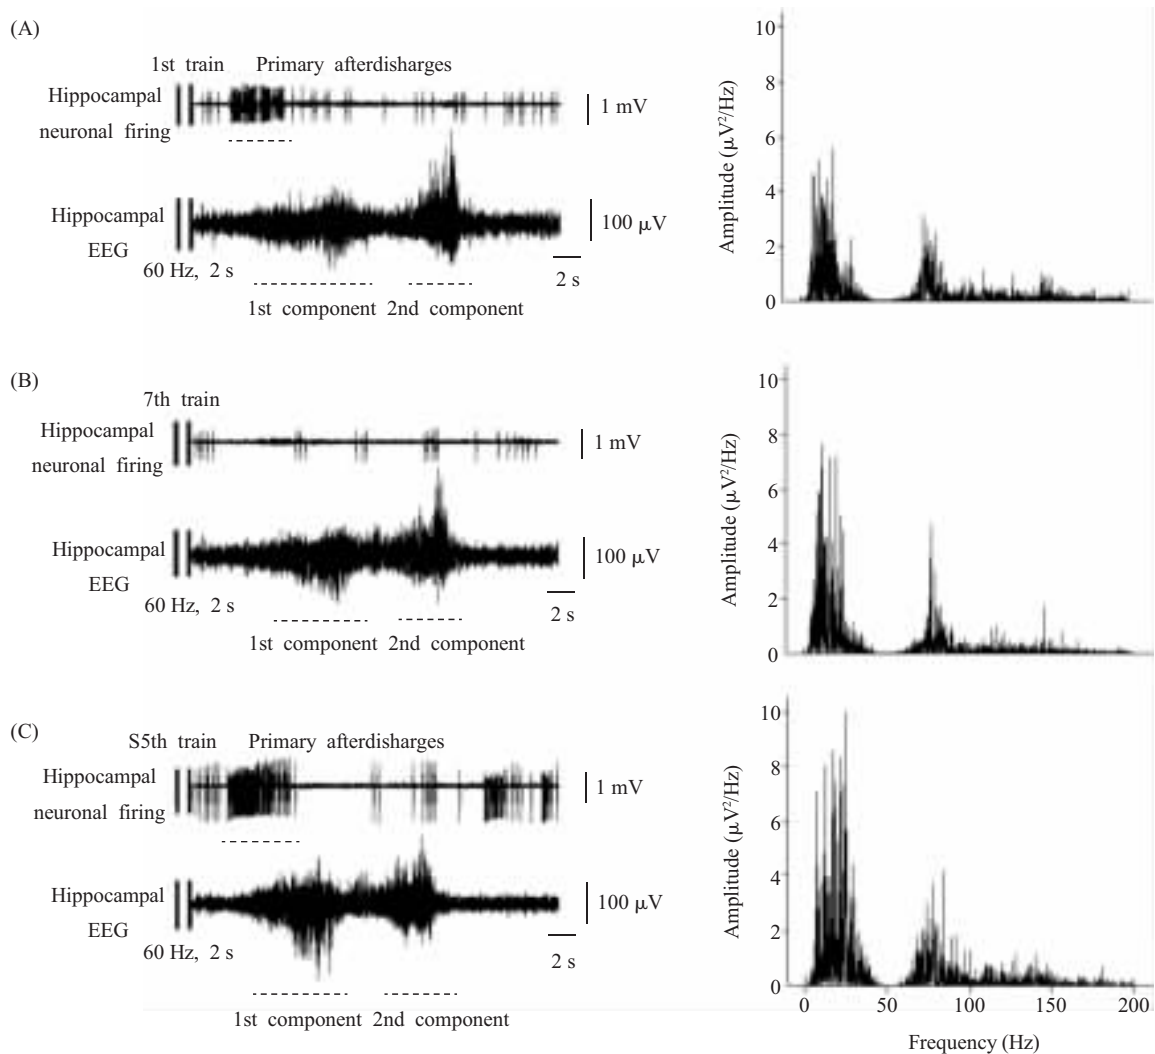 (A)
1st train Primary afterdisharges
Hippocampal
neuronal firing
1 mV
Hippocampal
EEG
100 μV
60 Hz, 2 s
2 s
1st component 2nd component
Amplitude (μV²/Hz)
10
8
6
4
2
0
(B)
7th train
Hippocampal
neuronal firing
1 mV
Hippocampal
EEG
100 μV
60 Hz, 2 s
2 s
1st component 2nd component
Amplitude (μV²/Hz)
10
8
6
4
2
0
(C)
S5th train Primary afterdisharges
Hippocampal
neuronal firing
1 mV
Hippocampal
EEG
100 μV
60 Hz, 2 s
2 s
1st component 2nd component
Amplitude (μV²/Hz)
10
8
6
4
2
0
0 50 100 150 200
Frequency (Hz)